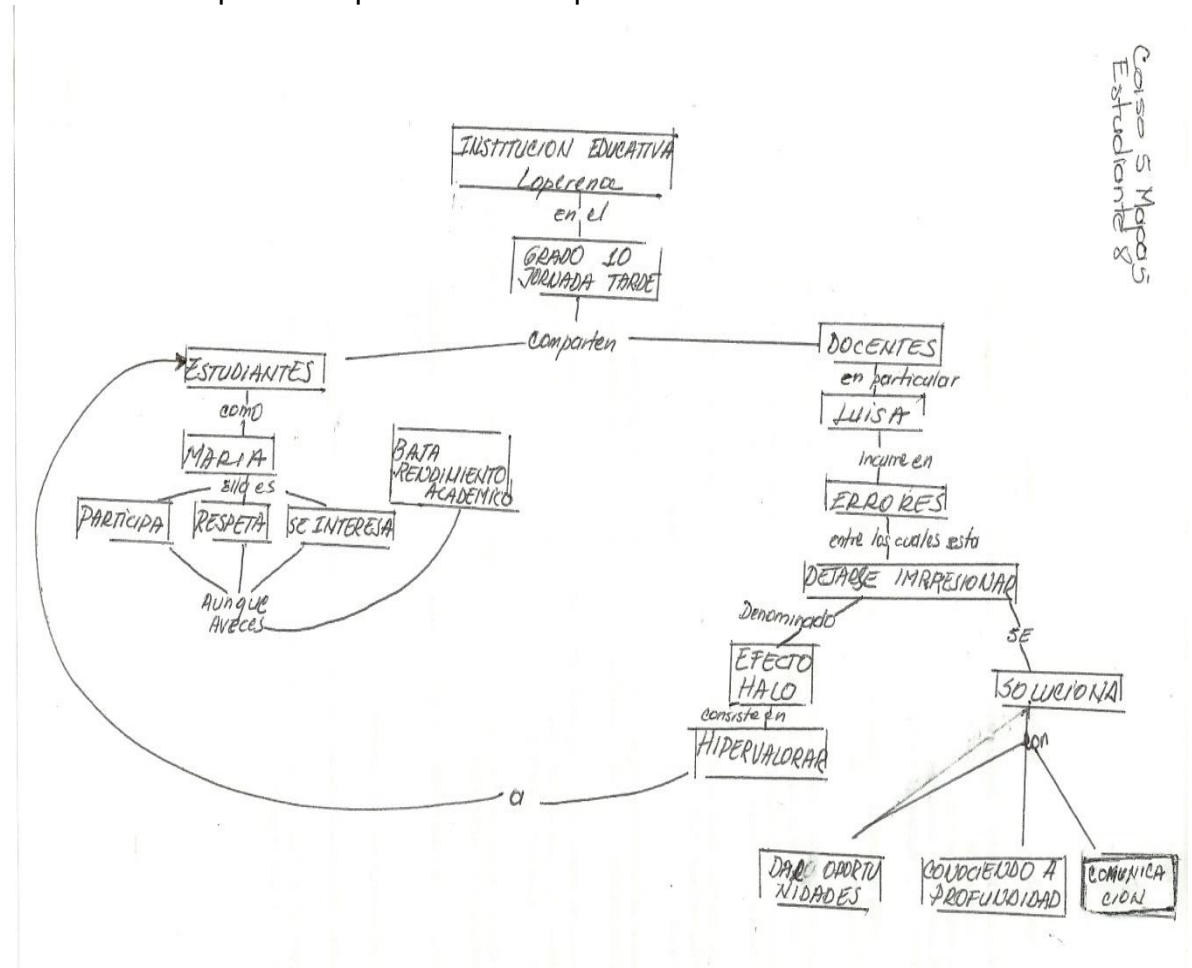 Caso 5 Mapas
Estudiante 8
INSTITUCION EDUCATIVA
Loperena
en el
GRADO 10
JORNADA TARDE
Comparten
ESTUDIANTES
como
MARIA
Ella es
PARTICIPA
RESPETA
SE INTERESA
Aunque
Aveces
BAJA
RENDIMIENTO
ACADEMICO
DOCENTES
en particular
LUISA
Incurre en
ERRORES
entre los cuales esta
DEJARSE IMPRESIONAR
Denominado
EFECTO
HALO
consiste en
HIPERVALORAR
a
SE
SOLUCIONA
con
OPORTU
NIDADES
CONOCIENDO A
PROFUNDIDAD
COMUNICA
CION